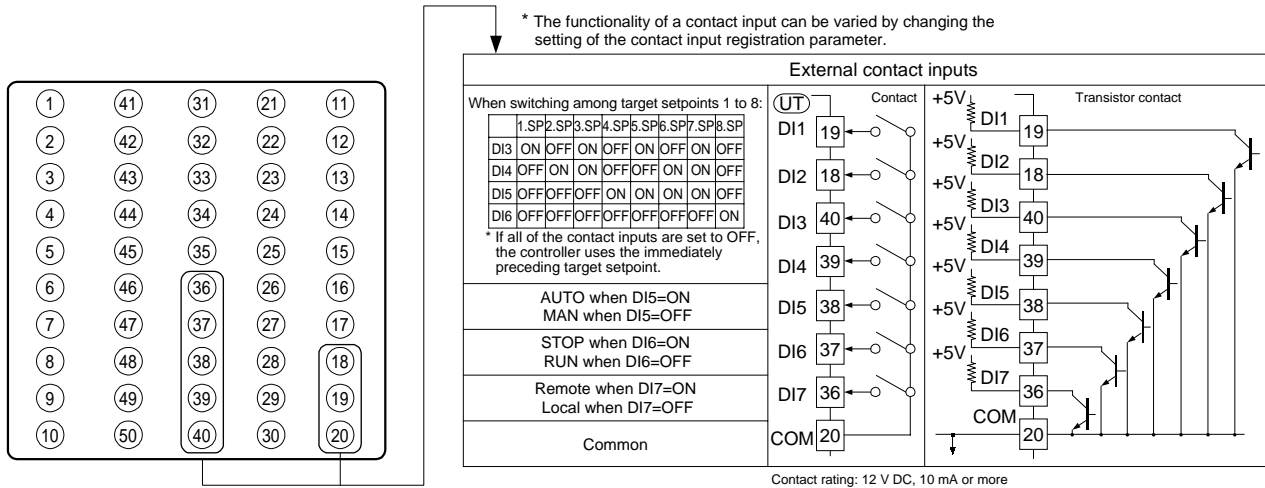 * The functionality of a contact input can be varied by changing the
setting of the contact input registration parameter.
1 41 31 21 11
2 42 32 22 12
3 43 33 23 13
4 44 34 24 14
5 45 35 25 15
6 46 36 26 16
7 47 37 27 17
8 48 38 28 18
9 49 39 29 19
10 50 40 30 20
External contact inputs
When switching among target setpoints 1 to 8:
1.SP 2.SP 3.SP 4.SP 5.SP 6.SP 7.SP 8.SP
DI3 ON OFF ON OFF ON OFF ON OFF
DI4 OFF ON ON OFF OFF ON ON OFF
DI5 OFF OFF OFF ON ON ON ON OFF
DI6 OFF OFF OFF OFF OFF OFF OFF ON
* If all of the contact inputs are set to OFF,
the controller uses the immediately
preceding target setpoint.
AUTO when DI5=ON
MAN when DI5=OFF
STOP when DI6=ON
RUN when DI6=OFF
Remote when DI7=ON
Local when DI7=OFF
Common
UT Contact
DI1 19
DI2 18
DI3 40
DI4 39
DI5 38
DI6 37
DI7 36
COM 20
Transistor contact
+5V DI1 19
+5V DI2 18
+5V DI3 40
+5V DI4 39
+5V DI5 38
+5V DI6 37
+5V DI7 36
COM 20
Contact rating: 12 V DC, 10 mA or more